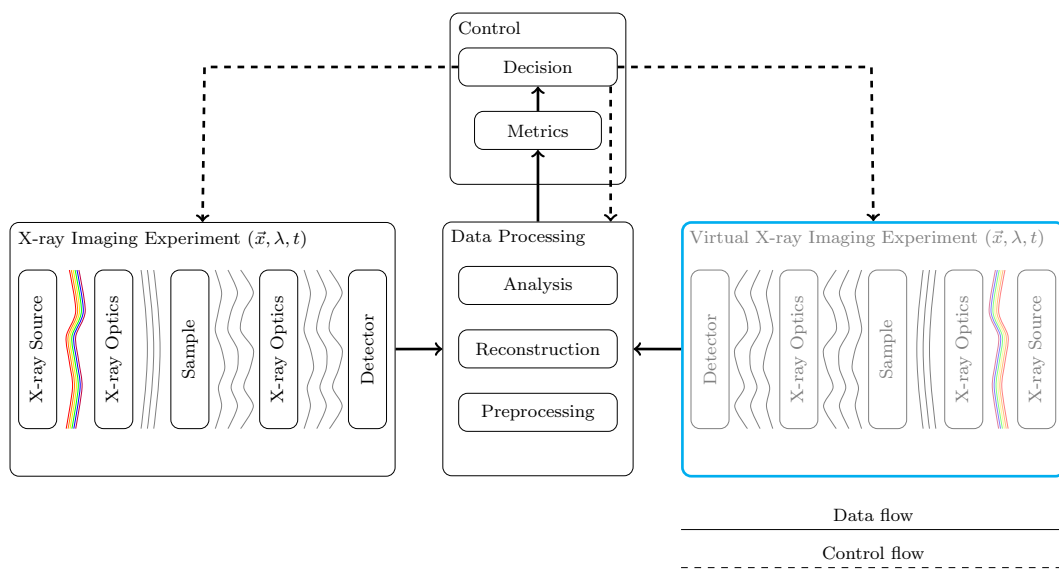 Control
Decision
Metrics
X-ray Imaging Experiment (x⃗, λ, t)
X-ray Source
X-ray Optics
Sample
X-ray Optics
Detector
Data Processing
Analysis
Reconstruction
Preprocessing
Virtual X-ray Imaging Experiment (x⃗, λ, t)
Detector
X-ray Optics
Sample
X-ray Optics
X-ray Source
Data flow
Control flow